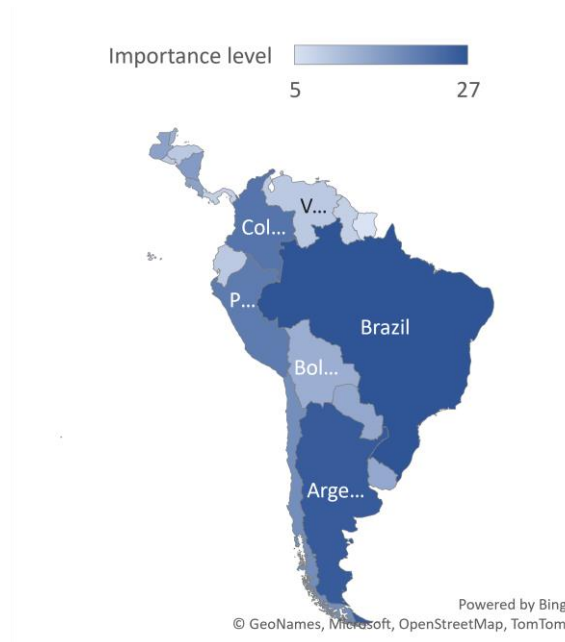 Importance level
5 27
V...
Col...
P...
Brazil
Bol...
Arge...
Powered by Bing
© GeoNames, Microsoft, OpenStreetMap, TomTom